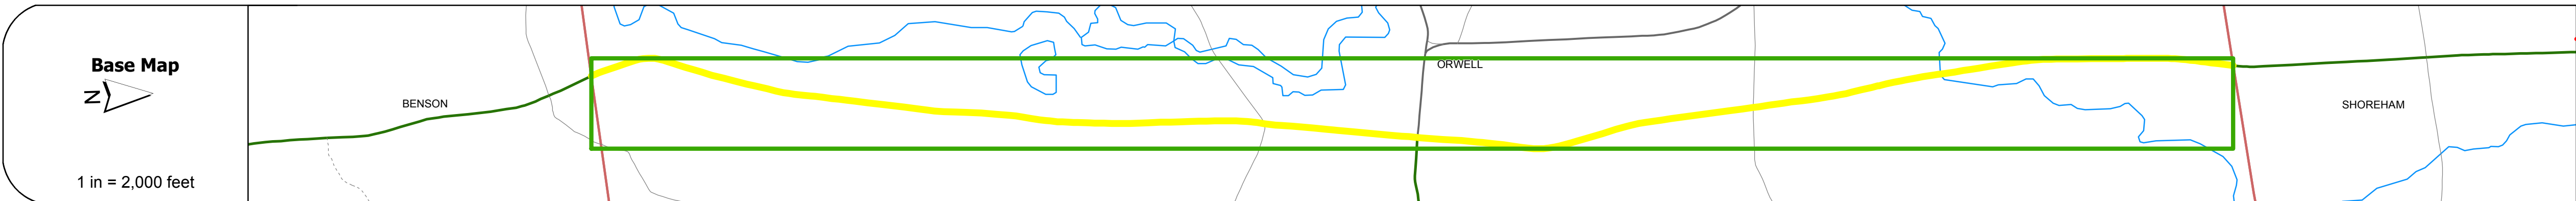 Base Map
N
1 in = 2,000 feet
BENSON
ORWELL
SHOREHAM